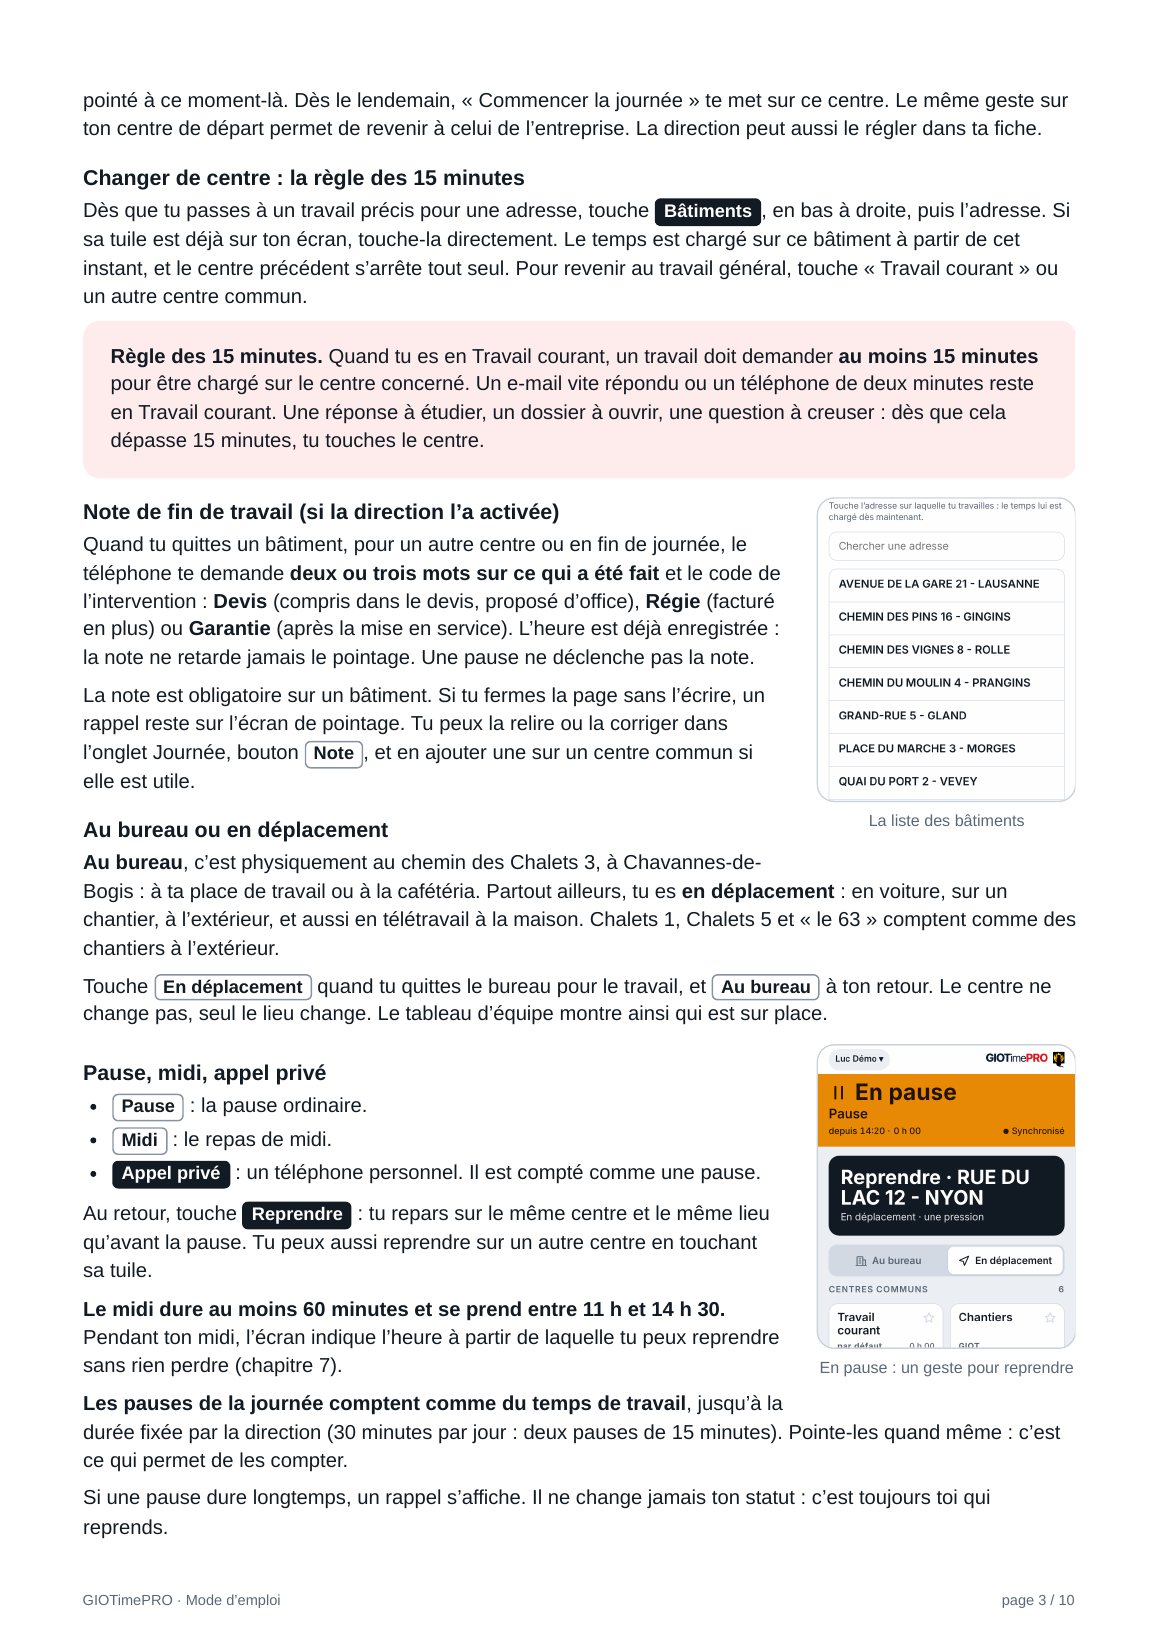 pointé à ce moment-là. Dès le lendemain, « Commencer la journée » te met sur ce centre. Le même geste sur
ton centre de départ permet de revenir à celui de l’entreprise. La direction peut aussi le régler dans ta fiche.
Changer de centre : la règle des 15 minutes
Dès que tu passes à un travail précis pour une adresse, touche Bâtiments, en bas à droite, puis l’adresse. Si
sa tuile est déjà sur ton écran, touche-la directement. Le temps est chargé sur ce bâtiment à partir de cet
instant, et le centre précédent s’arrête tout seul. Pour revenir au travail général, touche « Travail courant » ou
un autre centre commun.
Règle des 15 minutes. Quand tu es en Travail courant, un travail doit demander au moins 15 minutes
pour être chargé sur le centre concerné. Un e-mail vite répondu ou un téléphone de deux minutes reste
en Travail courant. Une réponse à étudier, un dossier à ouvrir, une question à creuser : dès que cela
dépasse 15 minutes, tu touches le centre.
Note de fin de travail (si la direction l’a activée)
Quand tu quittes un bâtiment, pour un autre centre ou en fin de journée, le
téléphone te demande deux ou trois mots sur ce qui a été fait et le code de
l’intervention : Devis (compris dans le devis, proposé d’office), Régie (facturé
en plus) ou Garantie (après la mise en service). L’heure est déjà enregistrée :
la note ne retarde jamais le pointage. Une pause ne déclenche pas la note.
La note est obligatoire sur un bâtiment. Si tu fermes la page sans l’écrire, un
rappel reste sur l’écran de pointage. Tu peux la relire ou la corriger dans
l’onglet Journée, bouton Note, et en ajouter une sur un centre commun si
elle est utile.
Touche l’adresse sur laquelle tu travailles : le temps lui est
chargé dès maintenant.
Chercher une adresse
AVENUE DE LA GARE 21 - LAUSANNE
CHEMIN DES PINS 16 - GINGINS
CHEMIN DES VIGNES 8 - ROLLE
CHEMIN DU MOULIN 4 - PRANGINS
GRAND-RUE 5 - GLAND
PLACE DU MARCHE 3 - MORGES
QUAI DU PORT 2 - VEVEY
La liste des bâtiments
Au bureau ou en déplacement
Au bureau, c’est physiquement au chemin des Chalets 3, à Chavannes-de-
Bogis : à ta place de travail ou à la cafétéria. Partout ailleurs, tu es en déplacement : en voiture, sur un
chantier, à l’extérieur, et aussi en télétravail à la maison. Chalets 1, Chalets 5 et « le 63 » comptent comme des
chantiers à l’extérieur.
Touche En déplacement quand tu quittes le bureau pour le travail, et Au bureau à ton retour. Le centre ne
change pas, seul le lieu change. Le tableau d’équipe montre ainsi qui est sur place.
Pause, midi, appel privé
• Pause : la pause ordinaire.
• Midi : le repas de midi.
• Appel privé : un téléphone personnel. Il est compté comme une pause.
Au retour, touche Reprendre : tu repars sur le même centre et le même lieu
qu’avant la pause. Tu peux aussi reprendre sur un autre centre en touchant
sa tuile.
Le midi dure au moins 60 minutes et se prend entre 11 h et 14 h 30.
Pendant ton midi, l’écran indique l’heure à partir de laquelle tu peux reprendre
sans rien perdre (chapitre 7).
Luc Démo ▾
GIOTimePRO
En pause
Pause
depuis 14:20 · 0 h 00
● Synchronisé
Reprendre · RUE DU
LAC 12 - NYON
En déplacement · une pression
Au bureau
En déplacement
CENTRES COMMUNS
6
Travail
courant
Chantiers
par défaut
0 h 00
GIOT
En pause : un geste pour reprendre
Les pauses de la journée comptent comme du temps de travail, jusqu’à la
durée fixée par la direction (30 minutes par jour : deux pauses de 15 minutes). Pointe-les quand même : c’est
ce qui permet de les compter.
Si une pause dure longtemps, un rappel s’affiche. Il ne change jamais ton statut : c’est toujours toi qui
reprends.
GIOTimePRO · Mode d’emploi
page 3 / 10